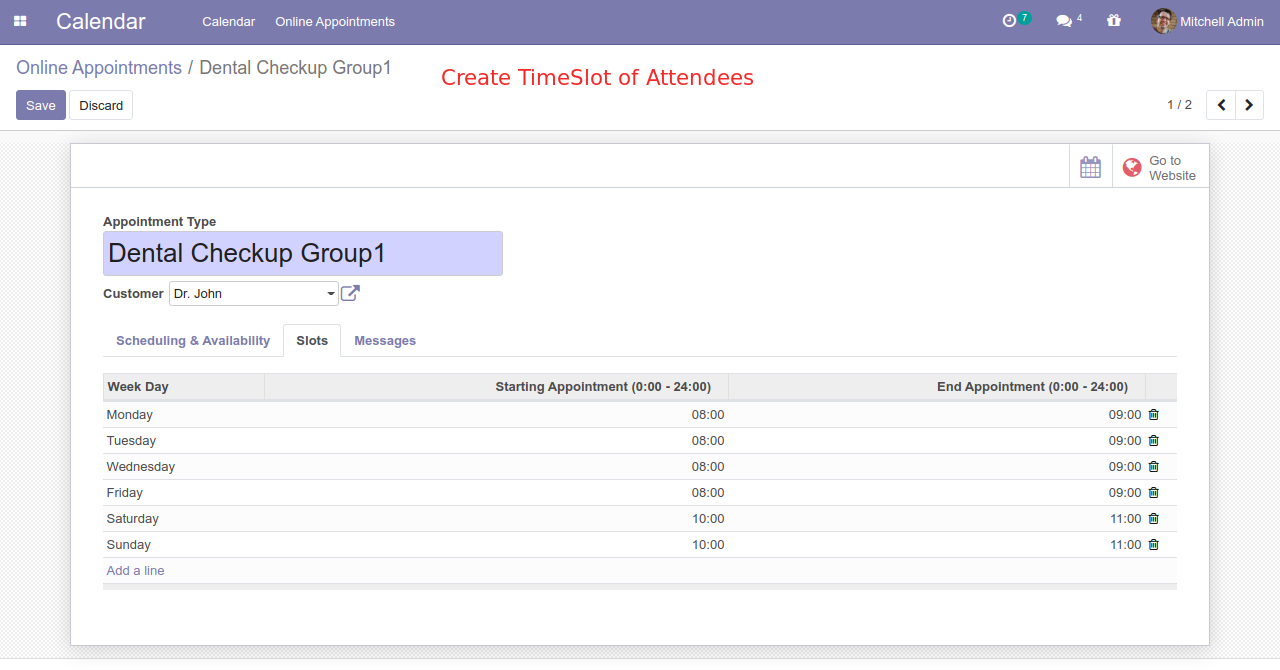 Calendar Calendar Online Appointments 7 4 Mitchell Admin
Online Appointments / Dental Checkup Group1
Create TimeSlot of Attendees
Save Discard 1 / 2
Go to
Website
Appointment Type
Dental Checkup Group1
Customer Dr. John
Scheduling & Availability Slots Messages
Week Day Starting Appointment (0:00 - 24:00) End Appointment (0:00 - 24:00)
Monday 08:00 09:00
Tuesday 08:00 09:00
Wednesday 08:00 09:00
Friday 08:00 09:00
Saturday 10:00 11:00
Sunday 10:00 11:00
Add a line